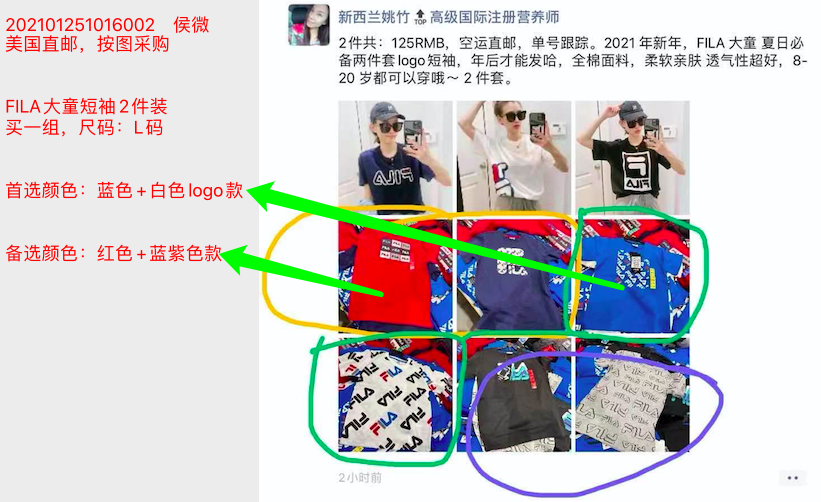 202101251016002 侯微
美国直邮，按图采购
FILA大童短袖2件装
买一组，尺码：L码
首选颜色：蓝色+白色logo款
备选颜色：红色+蓝紫色款
新西兰姚竹 TOP 高级国际注册营养师
2件共：125RMB，空运直邮，单号跟踪。2021年新年，FILA 大童 夏日必
备两件套logo短袖，年后才能发哈，全棉面料，柔软亲肤 透气性超好，8-
20 岁都可以穿哦～ 2 件套。
FILA
FILA
FILA
FILA
2小时前